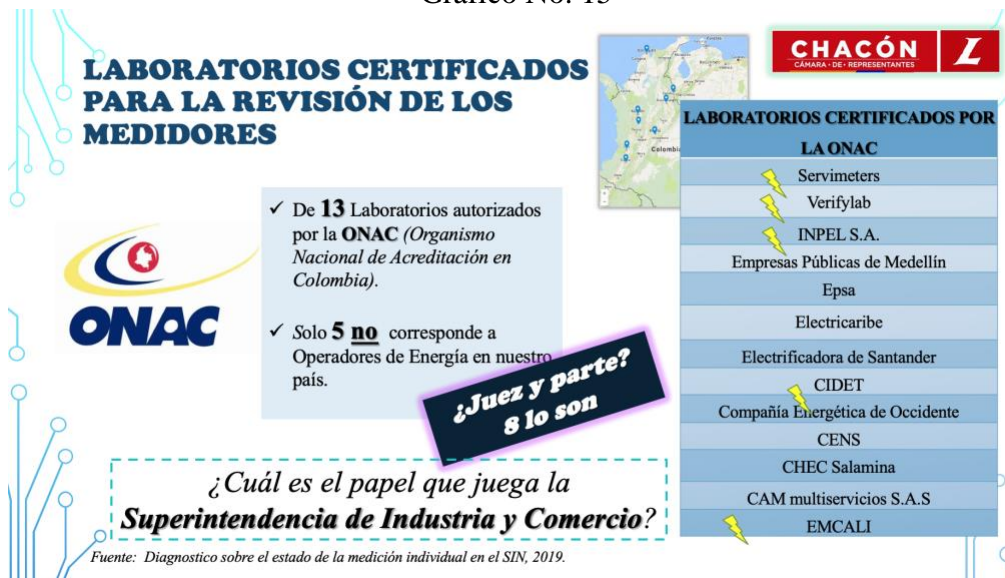 Gráfico No. 15
CHACÓN
CÁMARA · DE · REPRESENTANTES
L
LABORATORIOS CERTIFICADOS
PARA LA REVISIÓN DE LOS
MEDIDORES
Colombi
ONAC
✓ De 13 Laboratorios autorizados
por la ONAC (Organismo
Nacional de Acreditación en
Colombia).
✓ Solo 5 no corresponde a
Operadores de Energía en nuestro
país.
¿Juez y parte?
8 lo son
¿Cuál es el papel que juega la
Superintendencia de Industria y Comercio?
LABORATORIOS CERTIFICADOS POR
LA ONAC
Servimeters
Verifylab
INPEL S.A.
Empresas Públicas de Medellín
Epsa
Electricaribe
Electrificadora de Santander
CIDET
Compañía Energética de Occidente
CENS
CHEC Salamina
CAM multiservicios S.A.S
EMCALI
Fuente: Diagnostico sobre el estado de la medición individual en el SIN, 2019.